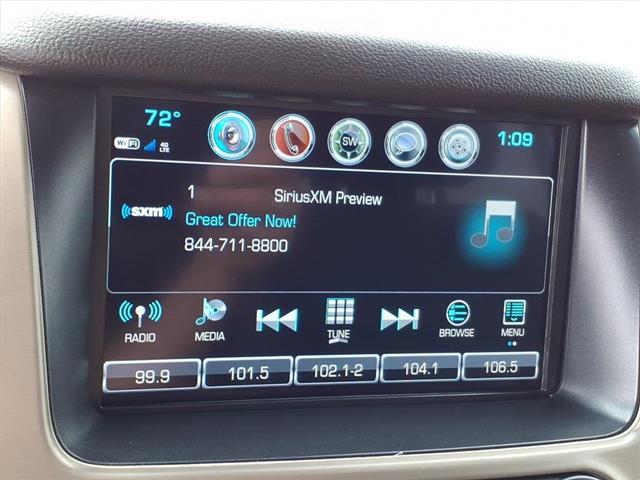 72° SW 1:09
WiFi 4G LTE
1 SiriusXM Preview
((sxm))
Great Offer Now!
844-711-8800
RADIO MEDIA TUNE BROWSE MENU
99.9 101.5 102.1-2 104.1 106.5